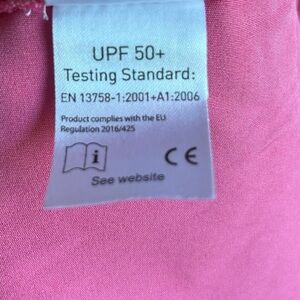 UPF 50+
Testing Standard:
EN 13758-1:2001+A1:2006
Product complies with the EU
Regulation 2016/425
i CE
See website